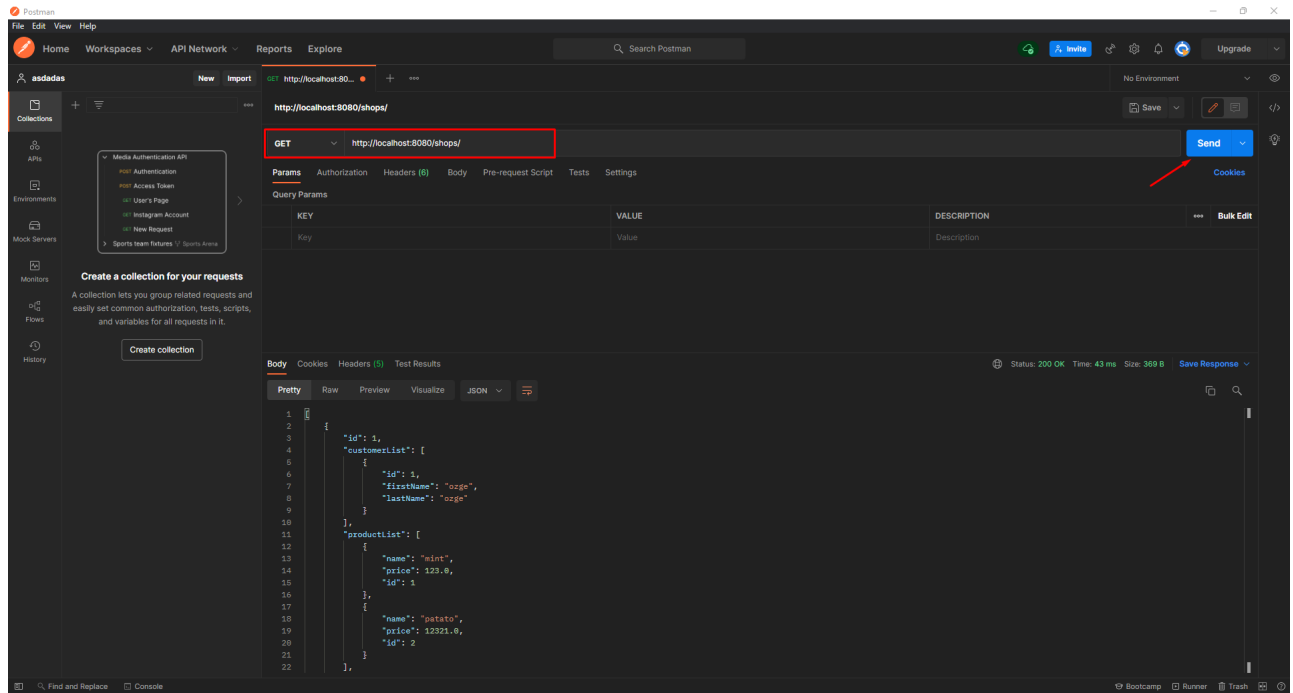 Postman
File Edit View Help
Home Workspaces API Network Reports Explore Search Postman Invite Upgrade
asdadas New Import GET http://localhost:80... No Environment
Collections
APIs
Environments
Mock Servers
Monitors
Flows
History
Media Authentication API
POST Authentication
POST Access Token
GET User's Page
GET Instagram Account
GET New Request
Sports team fixtures Sports Arena
Create a collection for your requests
A collection lets you group related requests and
easily set common authorization, tests, scripts,
and variables for all requests in it.
Create collection
http://localhost:8080/shops/ Save
GET http://localhost:8080/shops/ Send
Params Authorization Headers (6) Body Pre-request Script Tests Settings Cookies
Query Params
KEY VALUE DESCRIPTION Bulk Edit
Key Value Description
Body Cookies Headers (5) Test Results Status: 200 OK Time: 43 ms Size: 369 B Save Response
Pretty Raw Preview Visualize JSON
1 [
2 {
3 "id": 1,
4 "customerList": [
5 {
6 "id": 1,
7 "firstName": "ozge",
8 "lastName": "ozge"
9 }
10 ],
11 "productList": [
12 {
13 "name": "mint",
14 "price": 123.0,
15 "id": 1
16 },
17 {
18 "name": "patato",
19 "price": 12321.0,
20 "id": 2
21 }
22 ],
Find and Replace Console Bootcamp Runner Trash